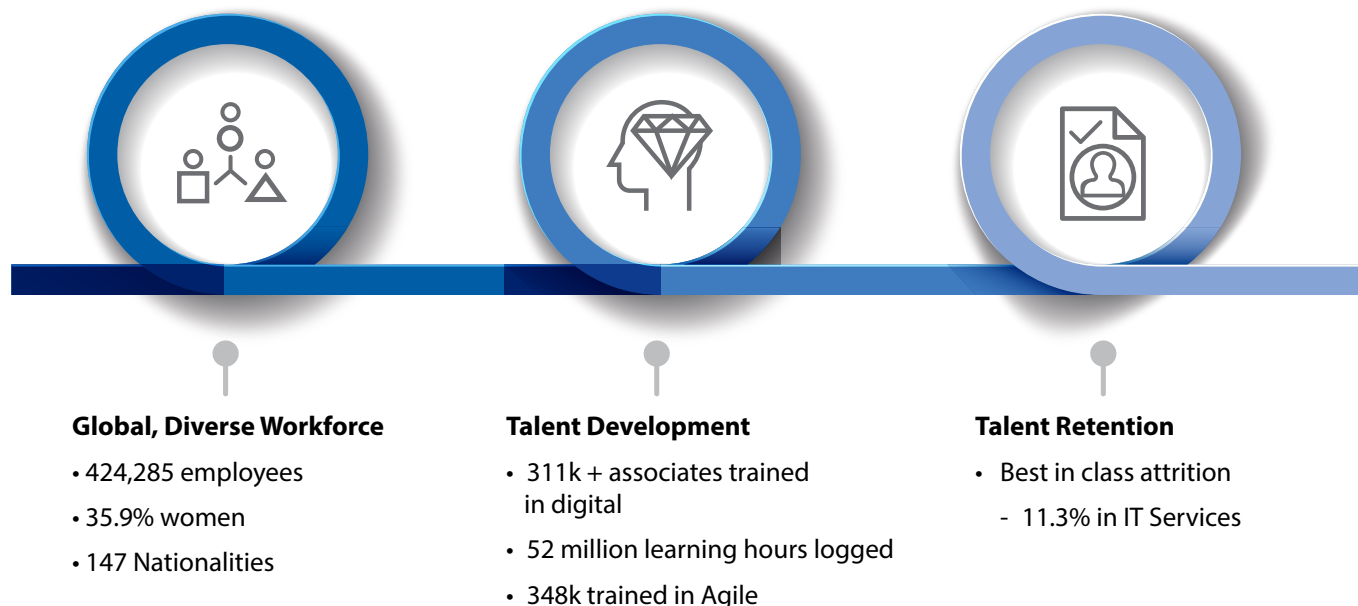 Global, Diverse Workforce
• 424,285 employees
• 35.9% women
• 147 Nationalities
Talent Development
• 311k + associates trained
in digital
• 52 million learning hours logged
• 348k trained in Agile
Talent Retention
• Best in class attrition
- 11.3% in IT Services